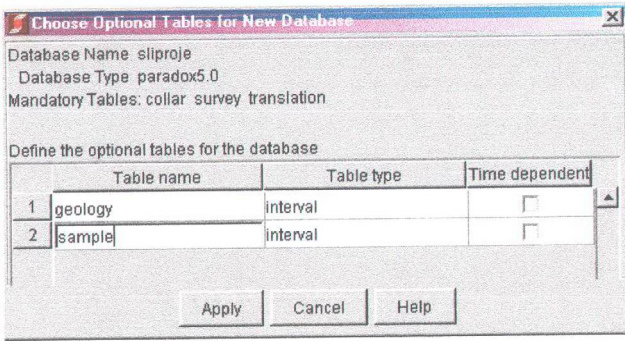 Choose Optional Tables for New Database
Database Name sliproje
Database Type paradox5.0
Mandatory Tables: collar survey translation
Define the optional tables for the database
Table name Table type Time dependent
1 geology interval
2 sample interval
Apply Cancel Help